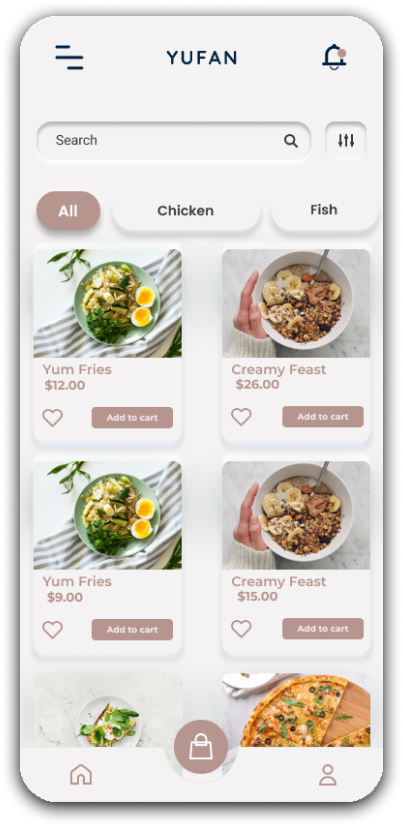 YUFAN
Search
All
Chicken
Fish
Yum Fries
$12.00
Add to cart
Creamy Feast
$26.00
Add to cart
Yum Fries
$9.00
Add to cart
Creamy Feast
$15.00
Add to cart